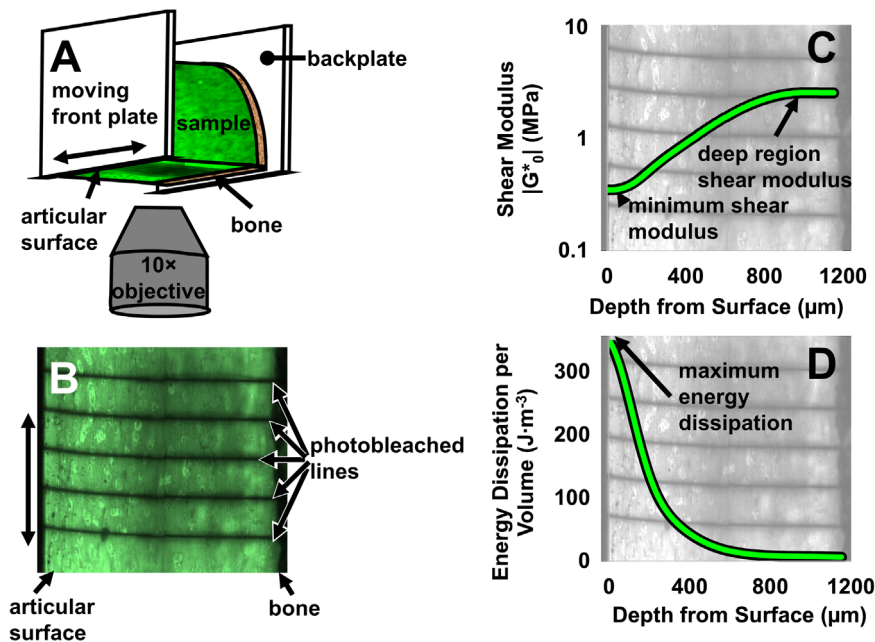 A
moving
front plate
backplate
sample
articular
surface
bone
10×
objective
B
photobleached
lines
articular
surface
bone
C
Shear Modulus
|G*0| (MPa)
10
1
0.1
deep region
shear modulus
minimum shear
modulus
0 400 800 1200
Depth from Surface (μm)
D
Energy Dissipation per
Volume (J·m-3)
300
200
100
0
maximum
energy
dissipation
0 400 800 1200
Depth from Surface (μm)